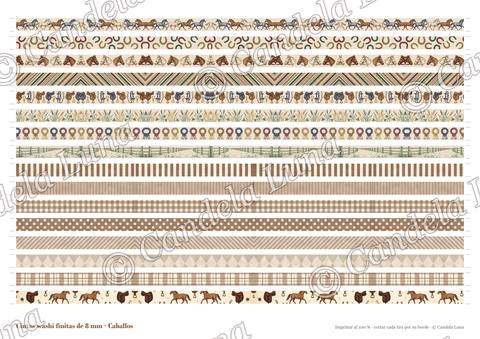 © Candela Luna
© Candela Luna
© Candela Luna
© Candela Luna
Cintas washi finitas de 8 mm · Caballos
Imprimir al 100 % · cortar cada tira por su borde · © Candela Luna